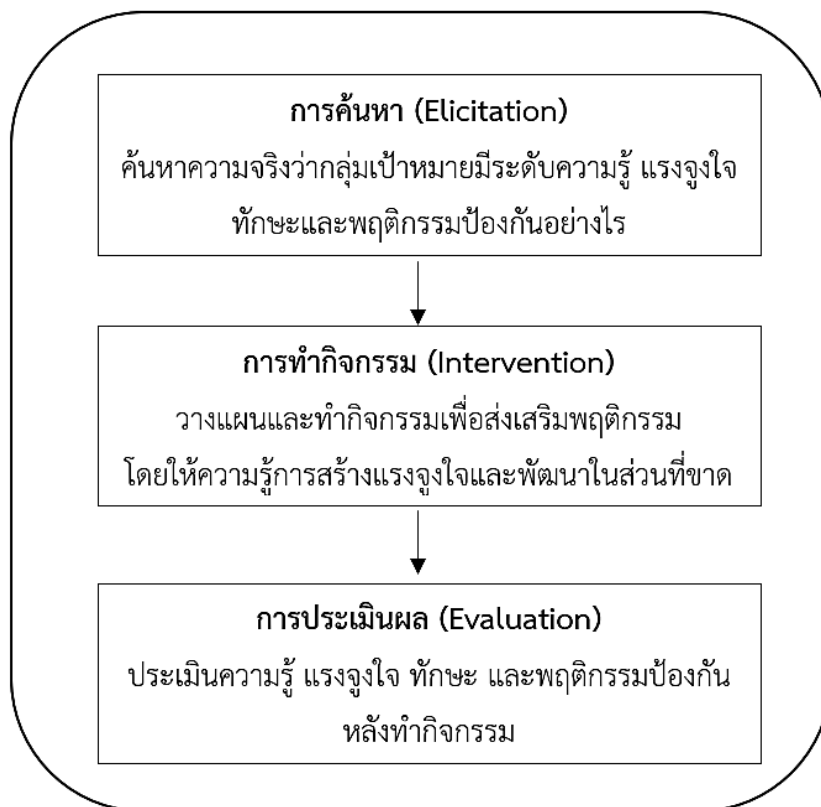 การค้นหา (Elicitation)
ค้นหาความจริงว่ากลุ่มเป้าหมายมีระดับความรู้ แรงจูงใจ
ทักษะและพฤติกรรมป้องกันอย่างไร
การทำกิจกรรม (Intervention)
วางแผนและทำกิจกรรมเพื่อส่งเสริมพฤติกรรม
โดยให้ความรู้การสร้างแรงจูงใจและพัฒนาในส่วนที่ขาด
การประเมินผล (Evaluation)
ประเมินความรู้ แรงจูงใจ ทักษะ และพฤติกรรมป้องกัน
หลังทำกิจกรรม